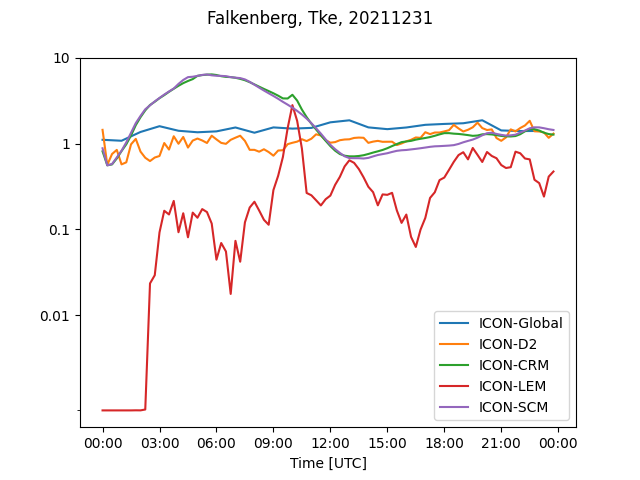 Falkenberg, Tke, 20211231
10
1
0.1
0.01
ICON-Global
ICON-D2
ICON-CRM
ICON-LEM
ICON-SCM
00:00 03:00 06:00 09:00 12:00 15:00 18:00 21:00 00:00
Time [UTC]